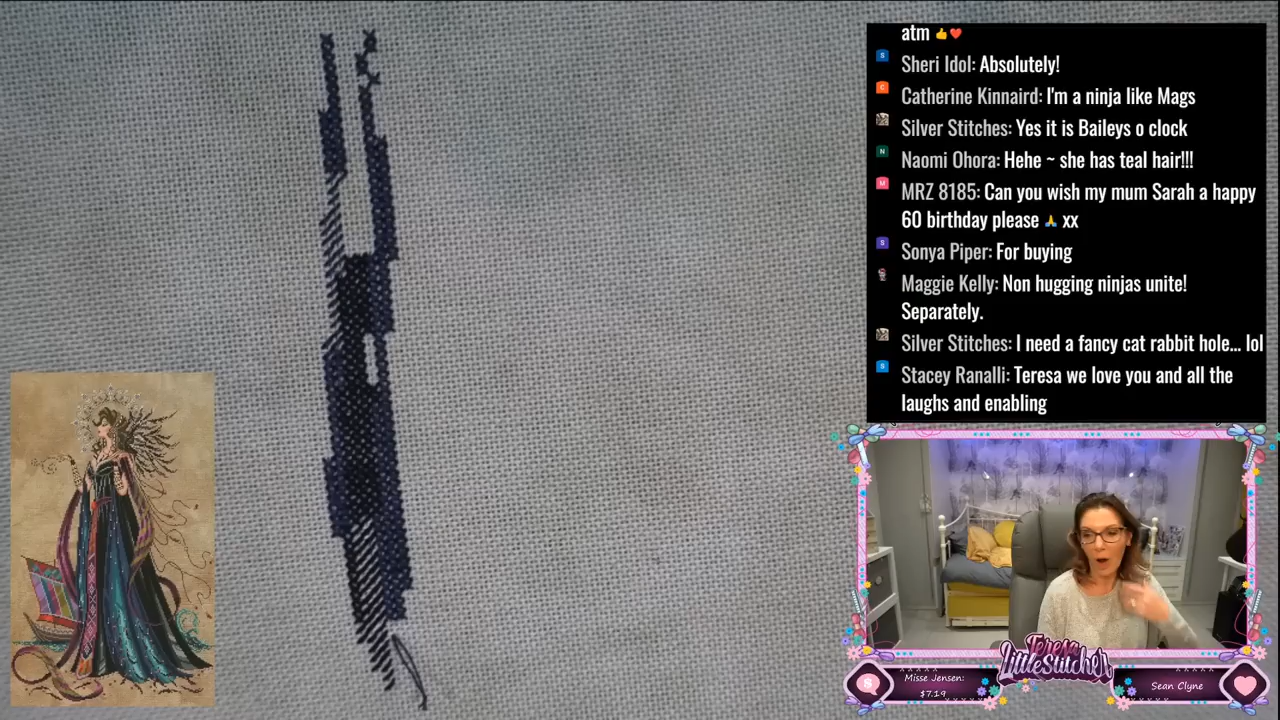 atm 👍❤️
Sheri Idol: Absolutely!
Catherine Kinnaird: I'm a ninja like Mags
Silver Stitches: Yes it is Baileys o clock
Naomi Ohora: Hehe ~ she has teal hair!!!
MRZ 8185: Can you wish my mum Sarah a happy
60 birthday please 🙏 xx
Sonya Piper: For buying
Maggie Kelly: Non hugging ninjas unite!
Separately.
Silver Stitches: I need a fancy cat rabbit hole... lol
Stacey Ranalli: Teresa we love you and all the
laughs and enabling
Teresa
LittleStitcher
Misse Jensen:
$7.19
Sean Clyne